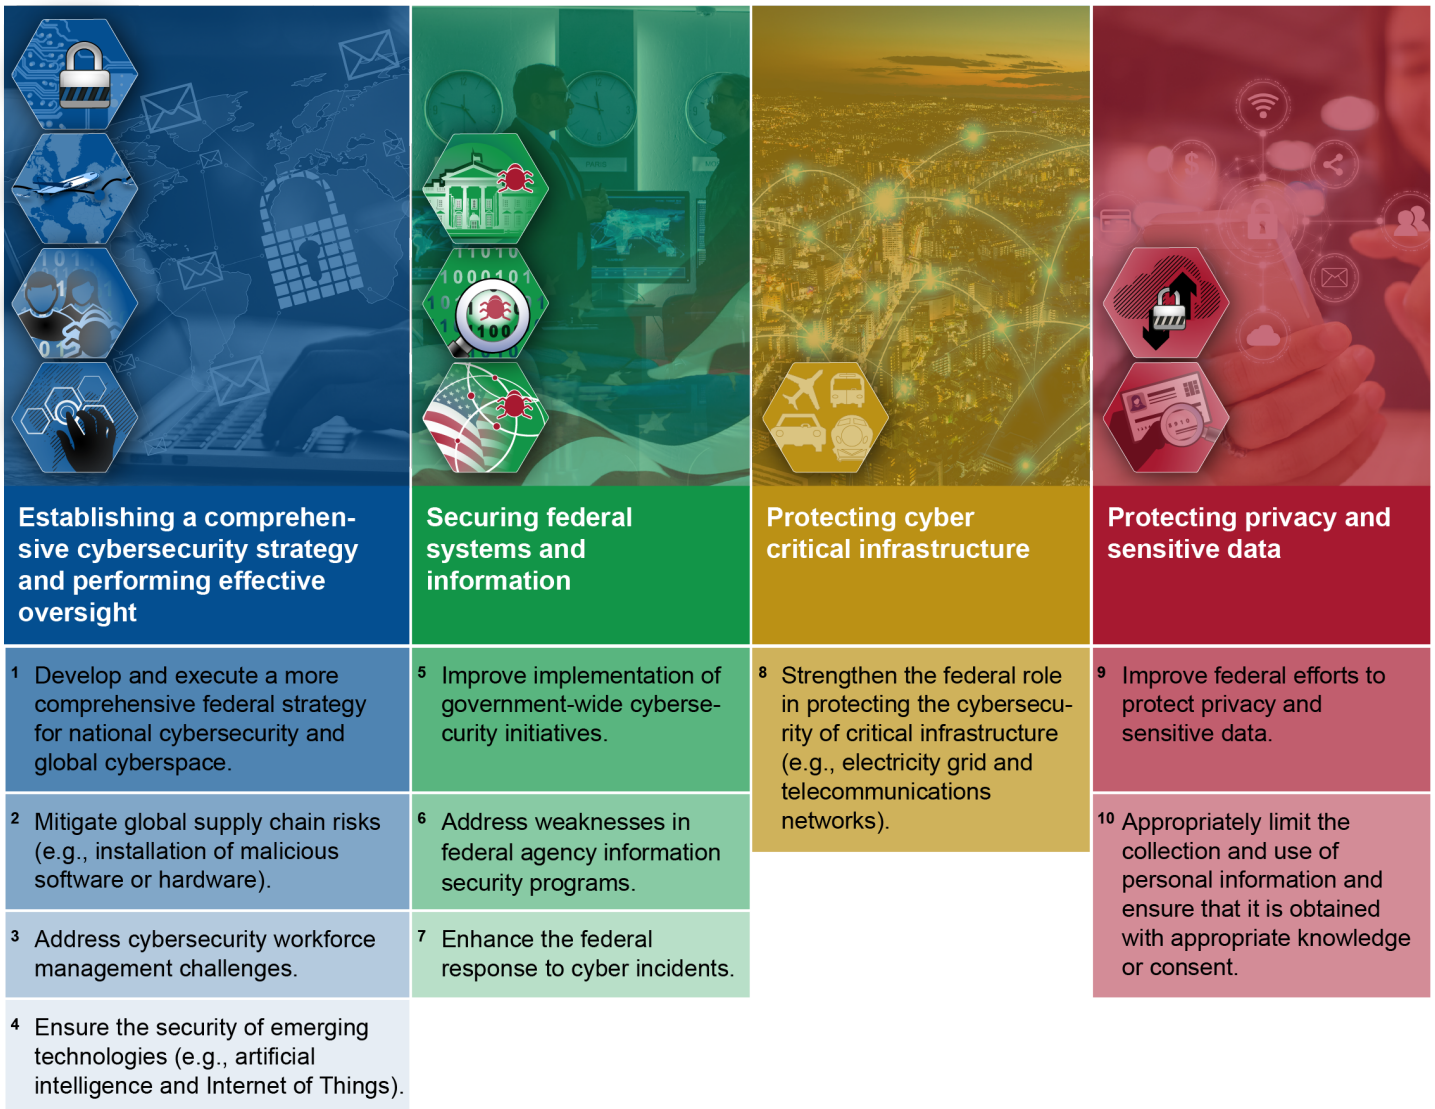 PARIS
11010
1000101
100
Establishing a comprehen-
sive cybersecurity strategy
and performing effective
oversight
Securing federal
systems and
information
Protecting cyber
critical infrastructure
Protecting privacy and
sensitive data
1 Develop and execute a more
comprehensive federal strategy
for national cybersecurity and
global cyberspace.
2 Mitigate global supply chain risks
(e.g., installation of malicious
software or hardware).
3 Address cybersecurity workforce
management challenges.
4 Ensure the security of emerging
technologies (e.g., artificial
intelligence and Internet of Things).
5 Improve implementation of
government-wide cyberse-
curity initiatives.
6 Address weaknesses in
federal agency information
security programs.
7 Enhance the federal
response to cyber incidents.
8 Strengthen the federal role
in protecting the cybersecu-
rity of critical infrastructure
(e.g., electricity grid and
telecommunications
networks).
9 Improve federal efforts to
protect privacy and
sensitive data.
10 Appropriately limit the
collection and use of
personal information and
ensure that it is obtained
with appropriate knowledge
or consent.